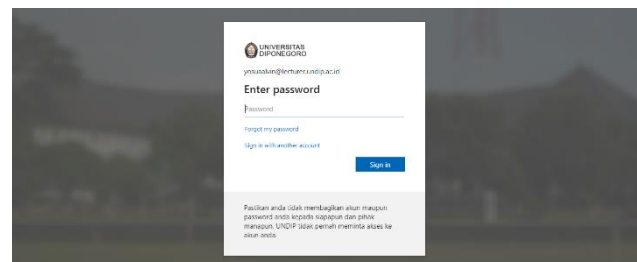 UNIVERSITAS
DIPONEGORO
ynsuaalvin@lecturer.undip.ac.id
Enter password
Password
Forgot my password
Sign in with another account
Sign in
Pastikan anda tidak membagikan akun maupun
password anda kepada siapapun dan pihak
manapun. UNDIP tidak pernah meminta akses ke
akun anda.